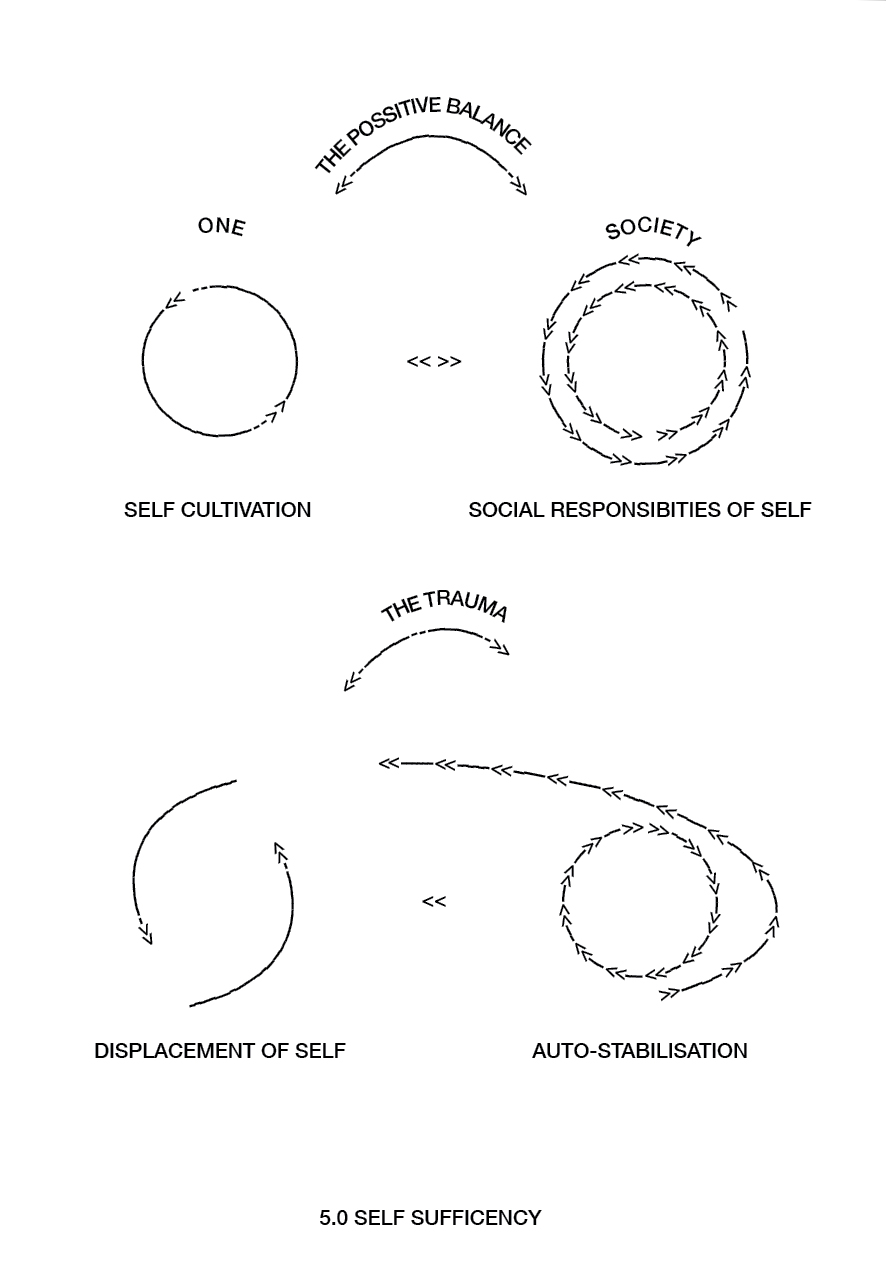 THE POSSITIVE BALANCE
ONE
SOCIETY
<< >>
SELF CULTIVATION
SOCIAL RESPONSIBITIES OF SELF
THE TRAUMA
<<
DISPLACEMENT OF SELF
AUTO-STABILISATION
5.0 SELF SUFFICENCY